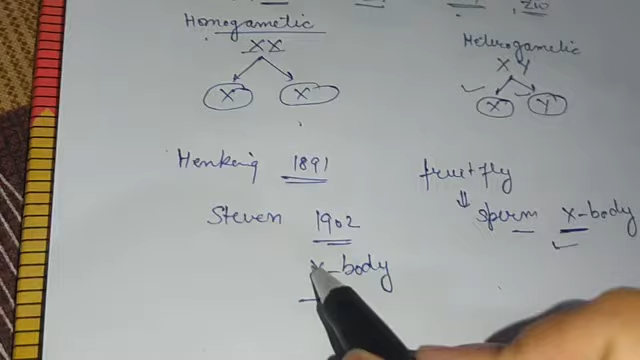 Homogametic
XX
X X
Heterogametic
X Y
X Y
Henking 1891
fruit fly
sperm X-body
Steven 1902
-body